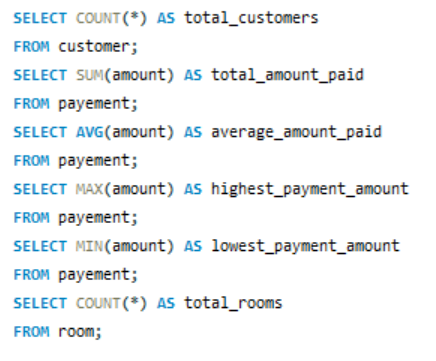 SELECT COUNT(*) AS total_customers
FROM customer;
SELECT SUM(amount) AS total_amount_paid
FROM payement;
SELECT AVG(amount) AS average_amount_paid
FROM payement;
SELECT MAX(amount) AS highest_payment_amount
FROM payement;
SELECT MIN(amount) AS lowest_payment_amount
FROM payement;
SELECT COUNT(*) AS total_rooms
FROM room;